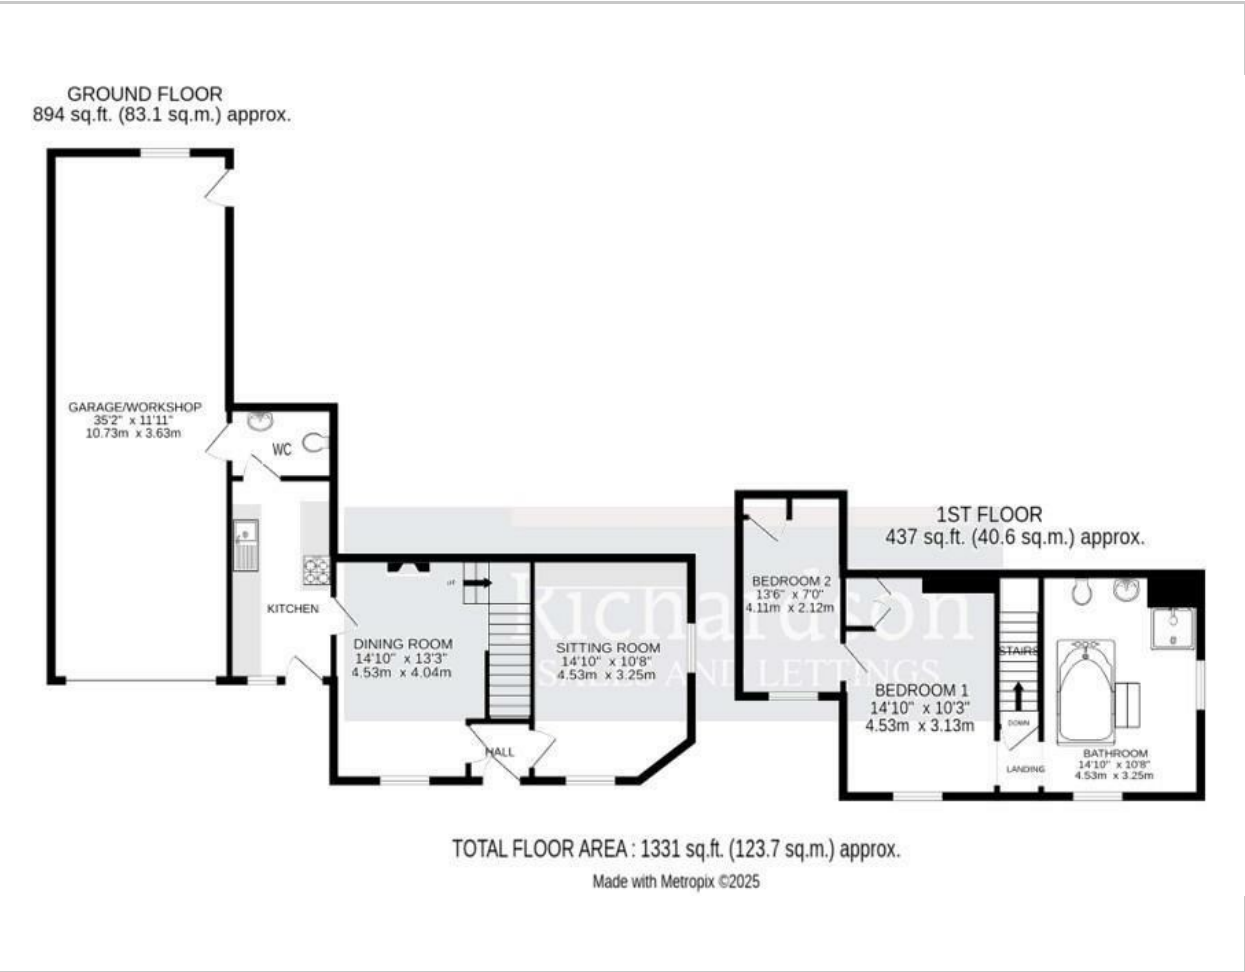 GROUND FLOOR
894 sq.ft. (83.1 sq.m.) approx.
GARAGE/WORKSHOP
35'2" x 11'11"
10.73m x 3.63m
WC
KITCHEN
DINING ROOM
14'10" x 13'3"
4.53m x 4.04m
UP
SITTING ROOM
14'10" x 10'8"
4.53m x 3.25m
HALL
Richardson
SALES AND LETTINGS
1ST FLOOR
437 sq.ft. (40.6 sq.m.) approx.
BEDROOM 2
13'6" x 7'0"
4.11m x 2.12m
BEDROOM 1
14'10" x 10'3"
4.53m x 3.13m
STAIRS
DOWN
LANDING
BATHROOM
14'10" x 10'8"
4.53m x 3.25m
TOTAL FLOOR AREA : 1331 sq.ft. (123.7 sq.m.) approx.
Made with Metropix ©2025